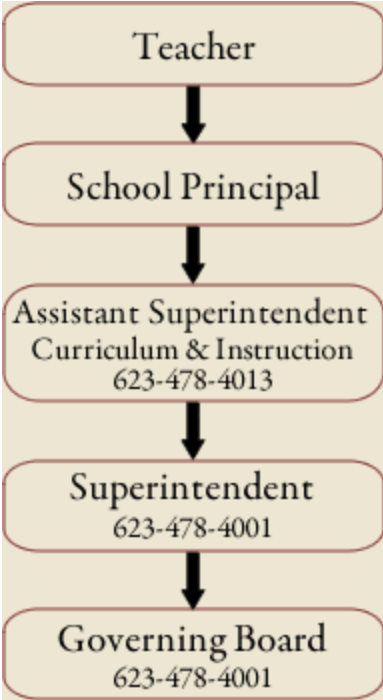 Teacher
School Principal
Assistant Superintendent
Curriculum & Instruction
623-478-4013
Superintendent
623-478-4001
Governing Board
623-478-4001